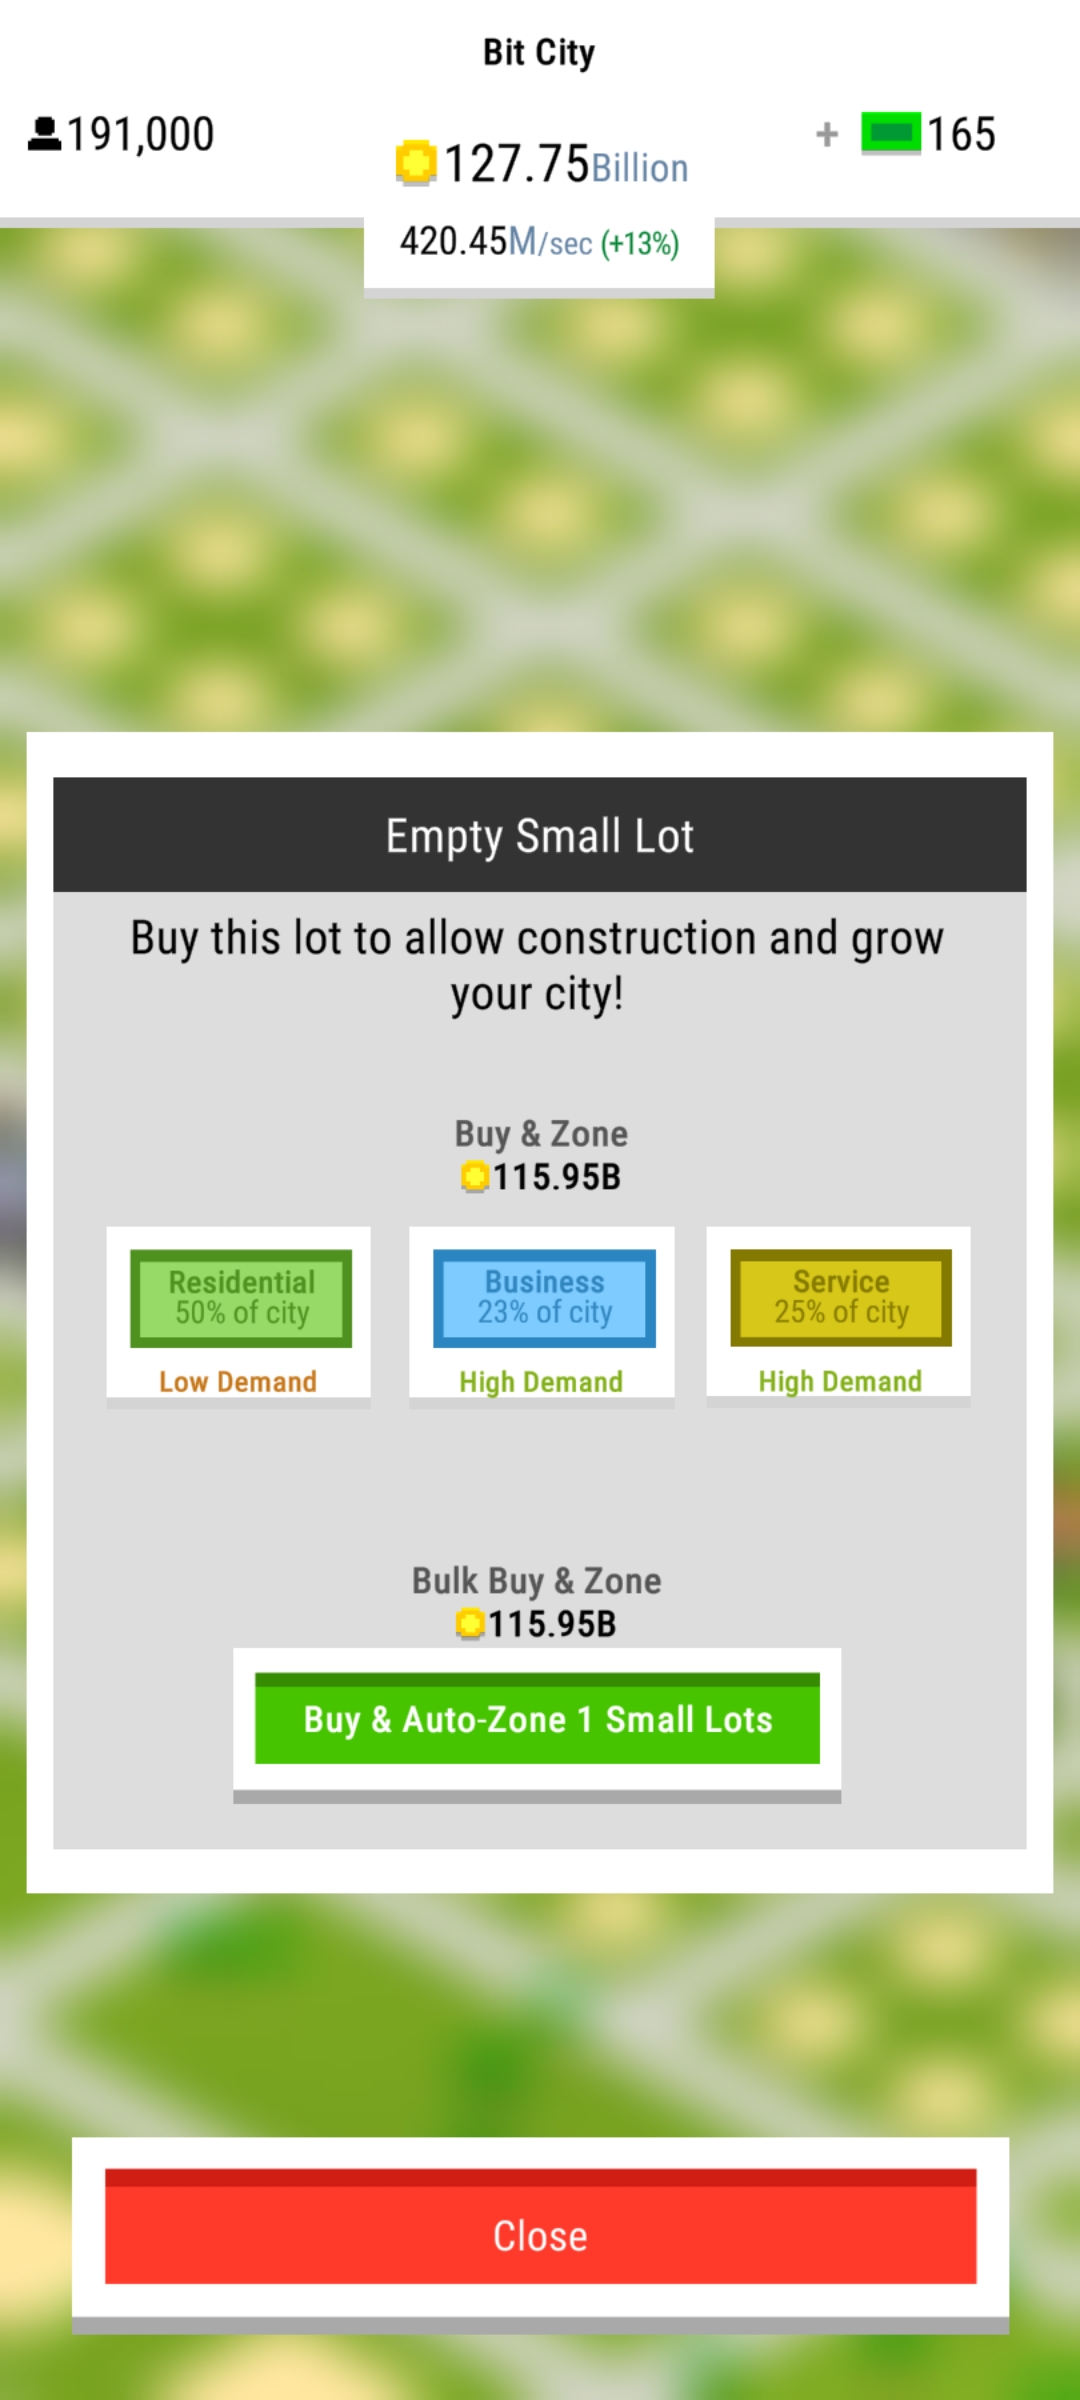 Bit City
191,000
127.75Billion
+ 165
420.45M/sec (+13%)
Empty Small Lot
Buy this lot to allow construction and grow
your city!
Buy & Zone
115.95B
Residential
50% of city
Low Demand
Business
23% of city
High Demand
Service
25% of city
High Demand
Bulk Buy & Zone
115.95B
Buy & Auto-Zone 1 Small Lots
Close